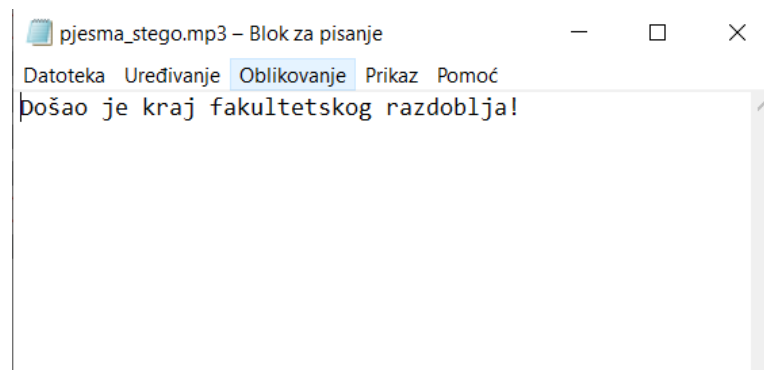 pjesma_stego.mp3 – Blok za pisanje
Datoteka Uređivanje Oblikovanje Prikaz Pomoć
Došao je kraj fakultetskog razdoblja!